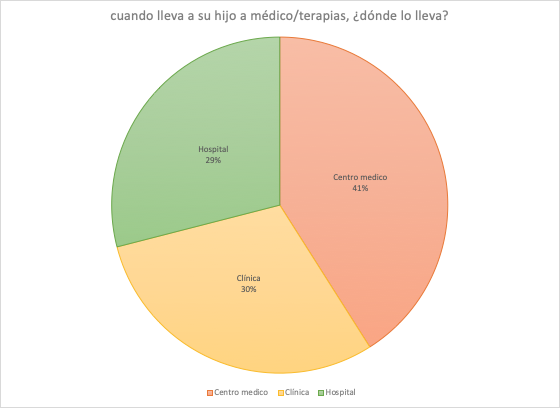 cuando lleva a su hijo a médico/terapias, ¿dónde lo lleva?
Hospital
29%
Centro medico
41%
Clínica
30%
Centro medico Clínica Hospital